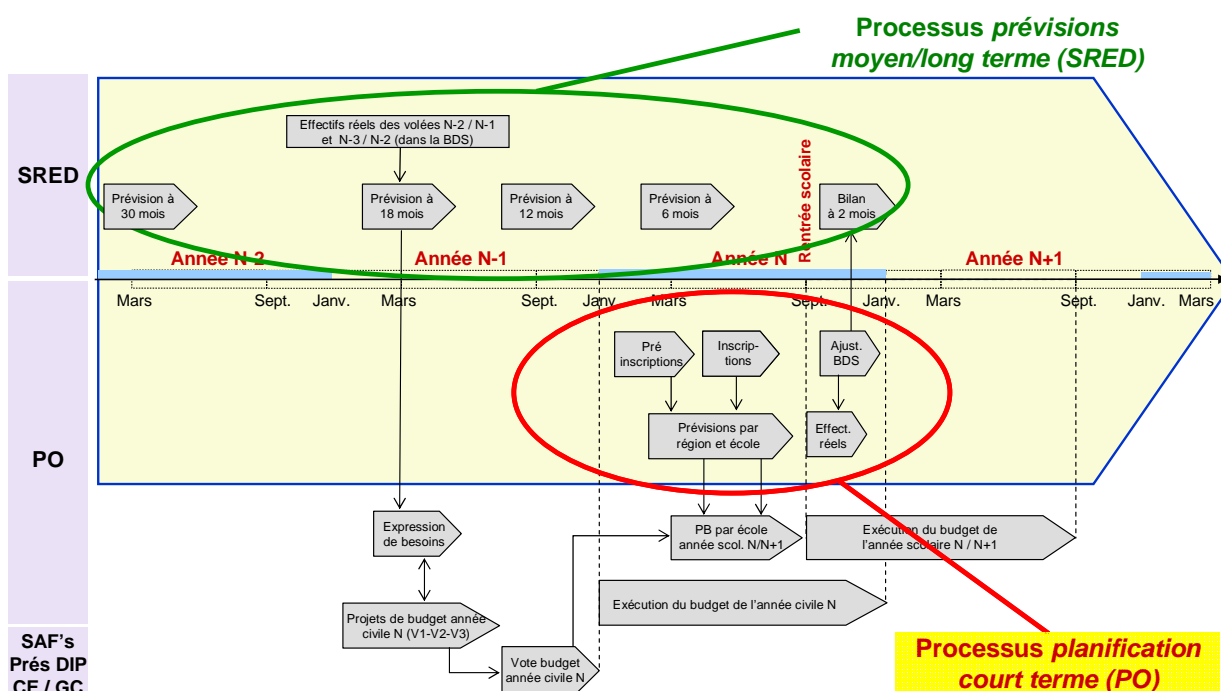 Processus prévisions
moyen/long terme (SRED)
SRED
Effectifs réels des volées N-2 / N-1
et N-3 / N-2 (dans la BDS)
Prévision à
30 mois
Prévision à
18 mois
Prévision à
12 mois
Prévision à
6 mois
Rentrée scolaire
Bilan
à 2 mois
Année N-2
Année N-1
Année N
Année N+1
Mars
Sept.
Janv.
Mars
Sept.
Janv.
Mars
Sept.
Janv.
Mars
Sept.
Janv.
Mars
PO
Pré
inscriptions
Inscrip-
tions
Ajust.
BDS
Prévisions par
région et école
Effect.
réels
Expression
de besoins
PB par école
année scol. N/N+1
Exécution du budget de
l'année scolaire N / N+1
Exécution du budget de l'année civile N
Projets de budget année
civile N (V1-V2-V3)
Vote budget
année civile N
SAF's
Prés DIP
CE / GC
Processus planification
court terme (PO)